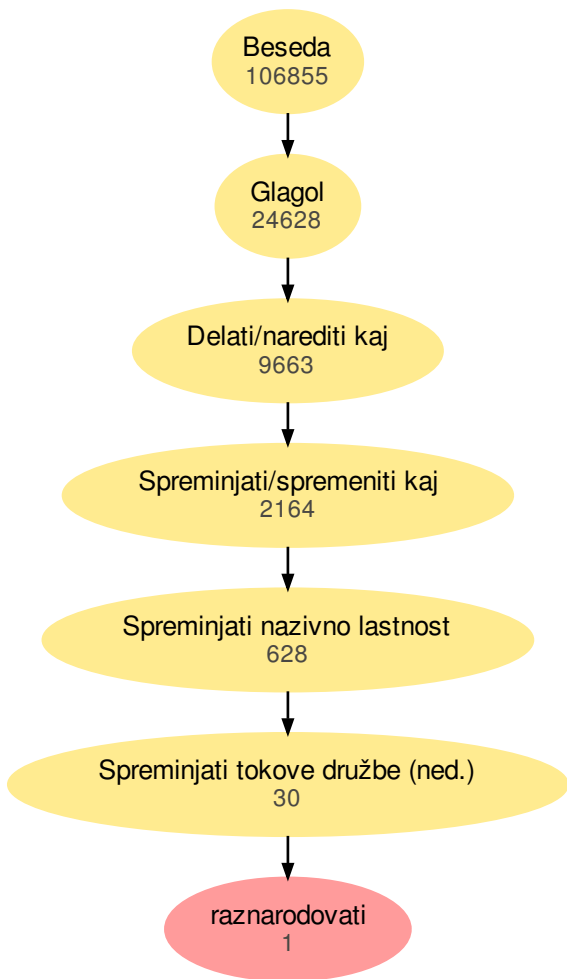 Beseda
106855
Glagol
24628
Delati/narediti kaj
9663
Spreminjati/spremeniti kaj
2164
Spreminjati nazivno lastnost
628
Spreminjati tokove družbe (ned.)
30
raznarodovati
1